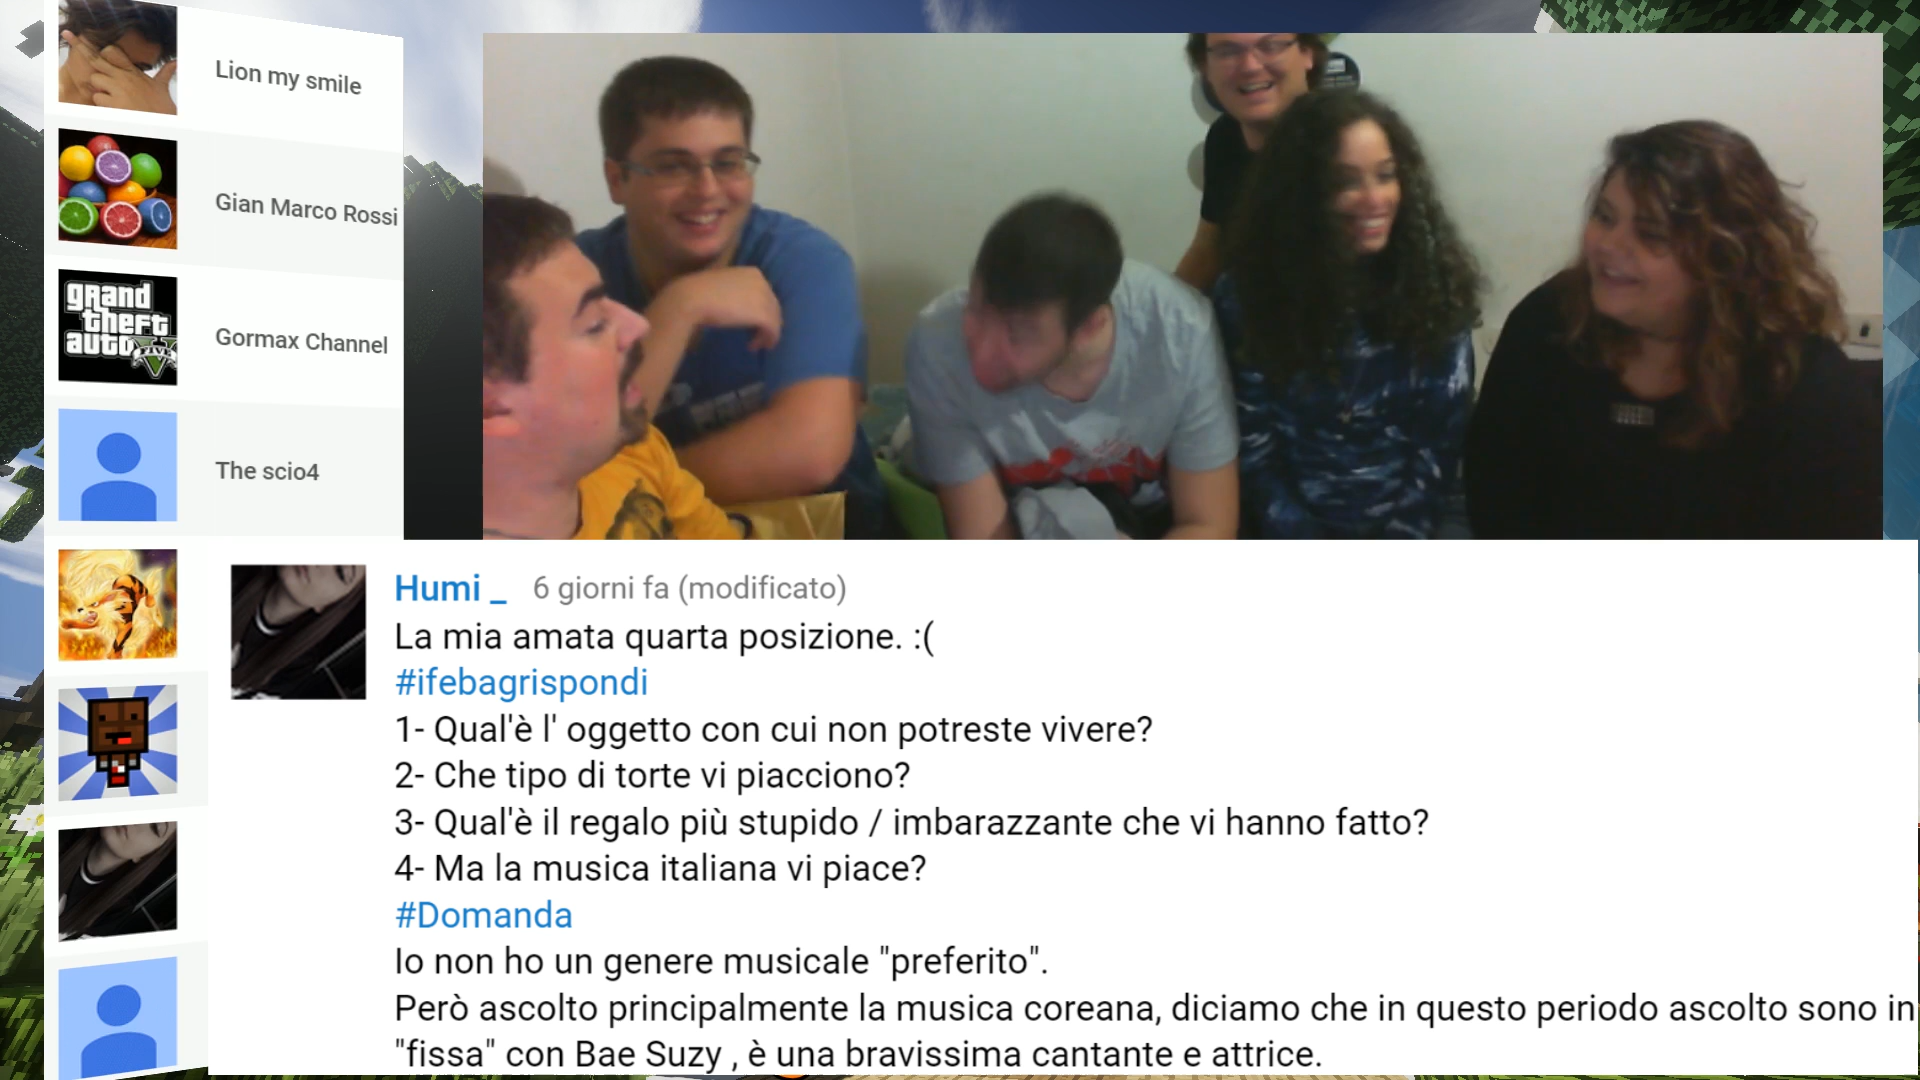 Lion my smile
Gian Marco Rossi
grand
theft
auto
FIVE
Gormax Channel
The scio4
Humi _ 6 giorni fa (modificato)
La mia amata quarta posizione. :(
#ifebagrispondi
1- Qual'è l' oggetto con cui non potreste vivere?
2- Che tipo di torte vi piacciono?
3- Qual'è il regalo più stupido / imbarazzante che vi hanno fatto?
4- Ma la musica italiana vi piace?
#Domanda
Io non ho un genere musicale "preferito".
Però ascolto principalmente la musica coreana, diciamo che in questo periodo ascolto sono in
"fissa" con Bae Suzy , è una bravissima cantante e attrice.